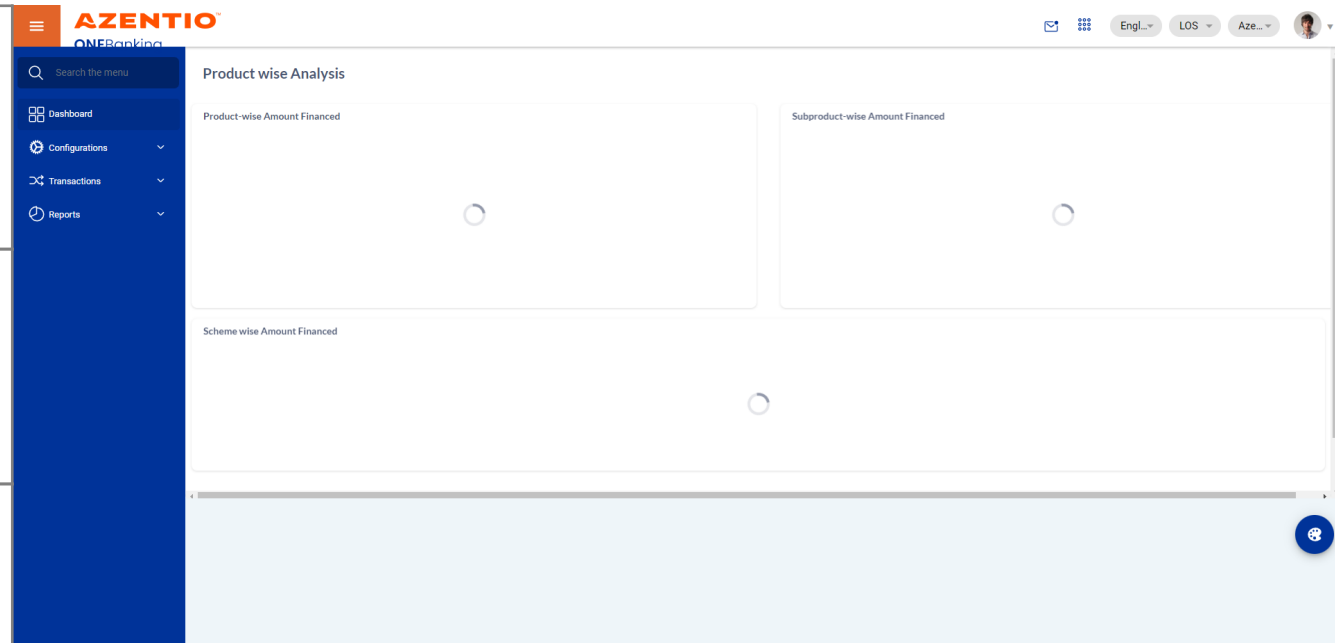 AZENTIO™
ONEBanking
Engl...
LOS
Aze...
Search the menu
Dashboard
Configurations
Transactions
Reports
Product wise Analysis
Product-wise Amount Financed
Subproduct-wise Amount Financed
Scheme wise Amount Financed